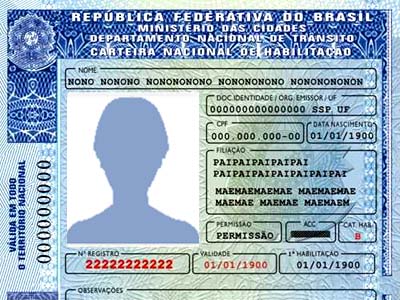 REPÚBLICA FEDERATIVA DO BRASIL
MINISTÉRIO DAS CIDADES
DEPARTAMENTO NACIONAL DE TRÂNSITO
CARTEIRA NACIONAL DE HABILITAÇÃO
NOME
NONO NONONO NONONONONO NONONONONO NONONONONON
DOC. IDENTIDADE / ÓRG. EMISSOR / UF
000000000000000 SSP UF
CPF
DATA NASCIMENTO
000.000.000-00
01/01/1900
FILIAÇÃO
PAIPAIPAIPAIPAI
PAIPAIPAIPAIPAIPAIPAIPAI
MAEMAEMAEMAE MAEMAEMAE
MAEMAE MAEMAE MAEMAEM
PERMISSÃO
ACC
CAT. HAB.
PERMISSÃO
B
Nº REGISTRO
VALIDADE
1ª HABILITAÇÃO
22222222222
01/01/1900
01/01/1900
OBSERVAÇÕES
VÁLIDA EM TODO
O TERRITÓRIO NACIONAL
000000000